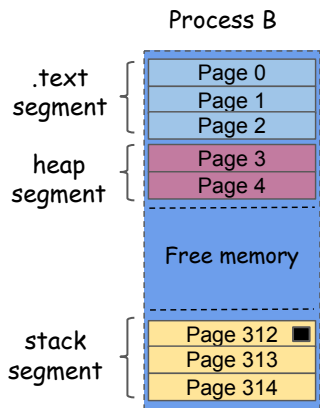 Process B
.text
segment
Page 0
Page 1
Page 2
heap
segment
Page 3
Page 4
Free memory
stack
segment
Page 312
Page 313
Page 314